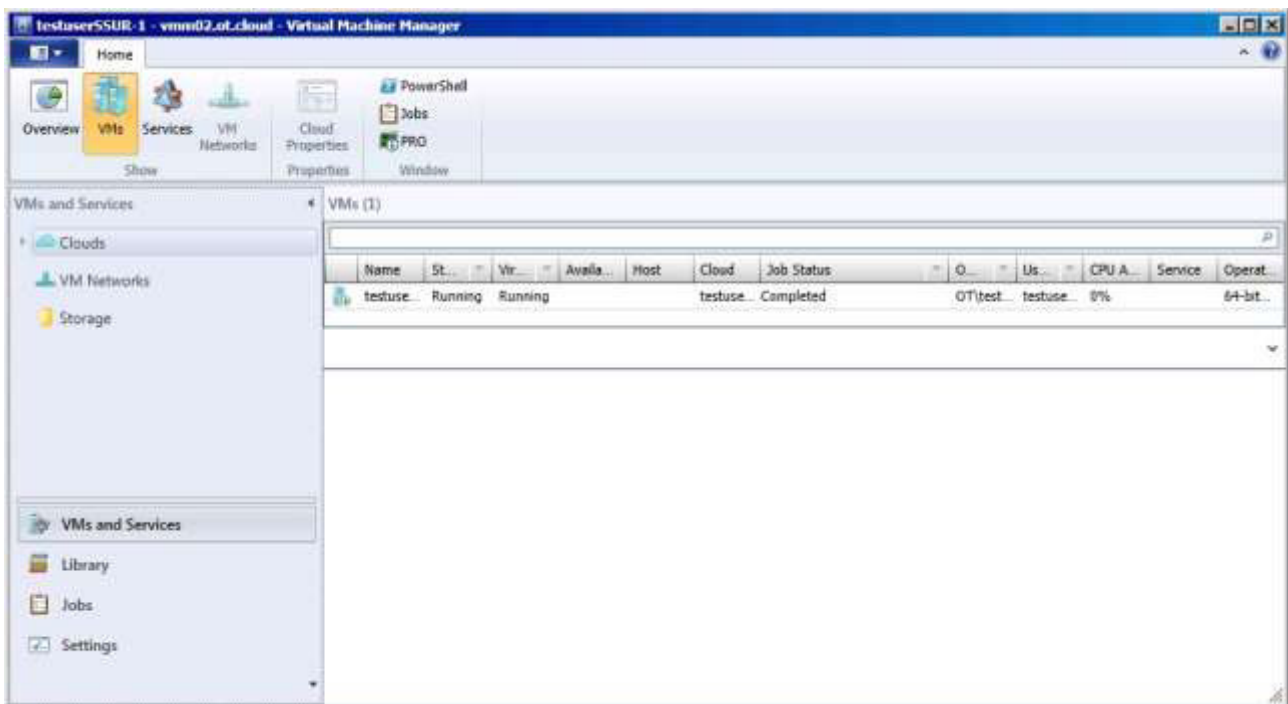 testuserSSUR-1 - vmm02.ot.cloud - Virtual Machine Manager
Home
Overview VMs Services VM Networks Cloud Properties
PowerShell
Jobs
PRO
Show Properties Window
VMs and Services
Clouds
VM Networks
Storage
VMs (1)
Name St... Vir... Availa... Host Cloud Job Status O... Us... CPU A... Service Operat...
testuse... Running Running testuse... Completed OT\test... testuse... 0% 64-bit...
VMs and Services
Library
Jobs
Settings